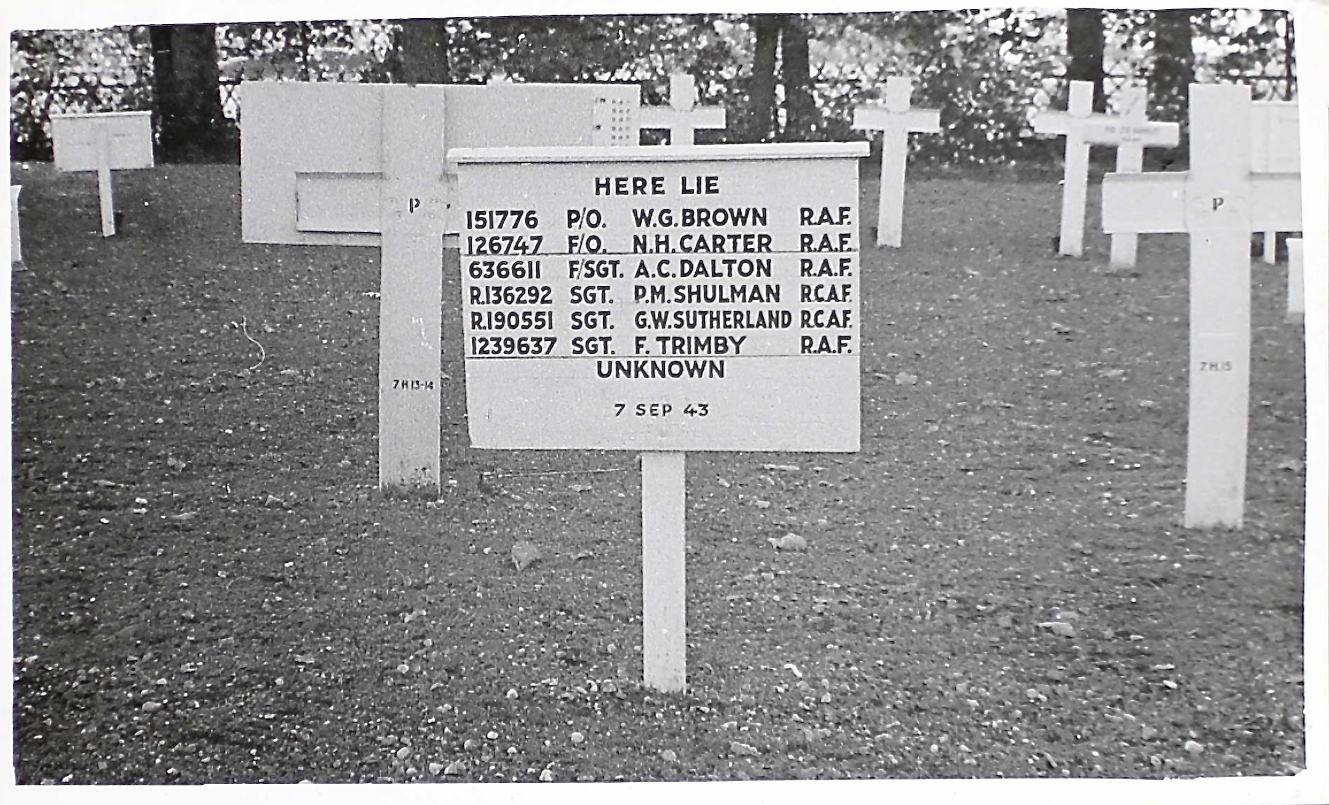 HERE LIE
151776 P/O. W.G. BROWN R.A.F.
126747 F/O. N.H. CARTER R.A.F.
636611 F/SGT. A.C. DALTON R.A.F.
R.136292 SGT. P.M. SHULMAN R.C.A.F.
R.190551 SGT. G.W. SUTHERLAND R.C.A.F.
1239637 SGT. F. TRIMBY R.A.F.
UNKNOWN
7 SEP 43
P
7 H 13-14
P
7 H.15